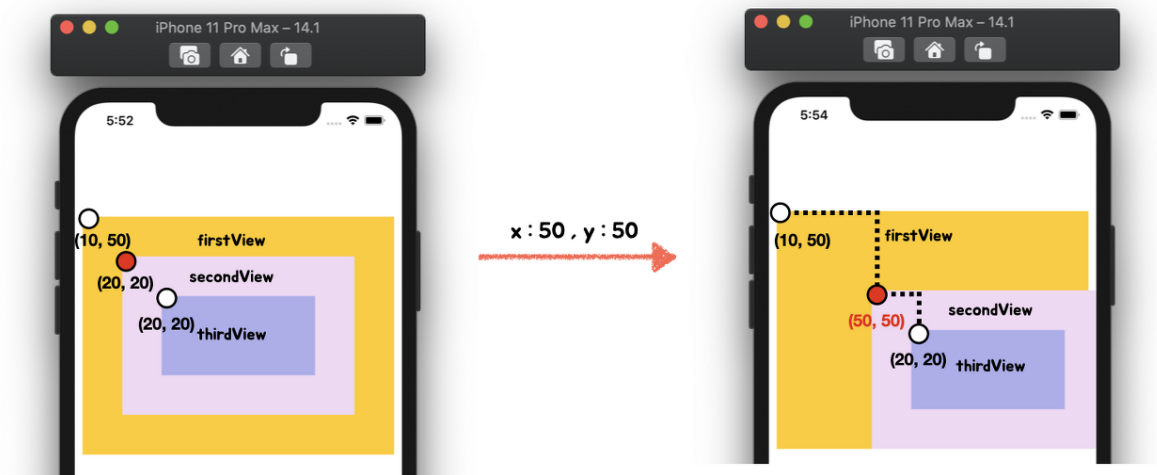 iPhone 11 Pro Max – 14.1
5:52
(10, 50)
firstView
(20, 20)
secondView
(20, 20)
thirdView
x : 50 , y : 50
iPhone 11 Pro Max – 14.1
5:54
(10, 50)
firstView
(50, 50)
secondView
(20, 20)
thirdView